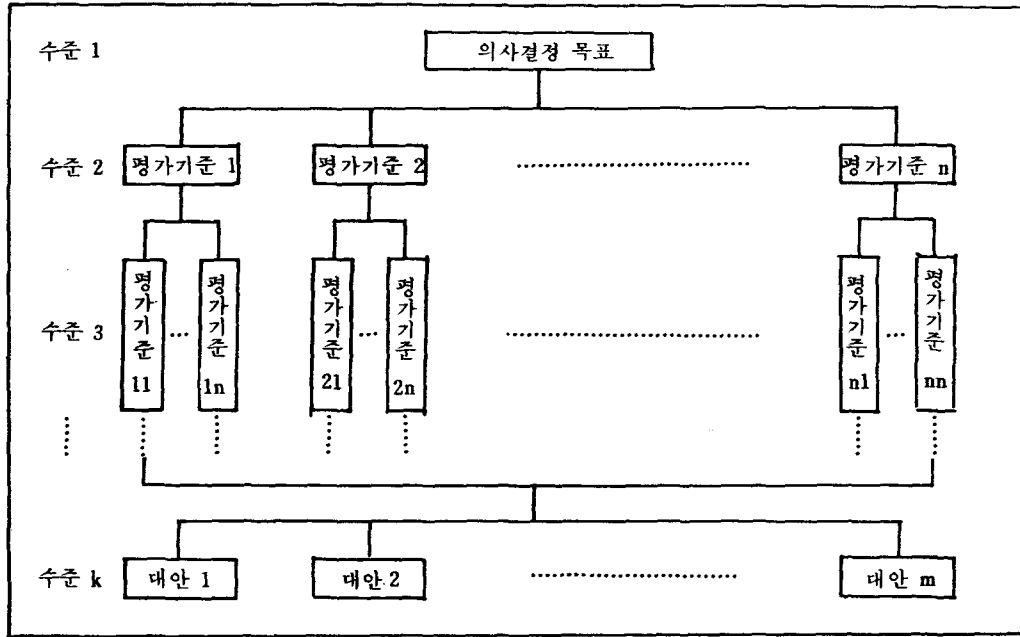 수준 1
의사결정 목표
수준 2
평가기준 1
평가기준 2
평가기준 n
수준 3
평가기준 11
...
평가기준 1n
평가기준 21
...
평가기준 2n
평가기준 n1
...
평가기준 nn
수준 k
대안 1
대안 2
대안 m